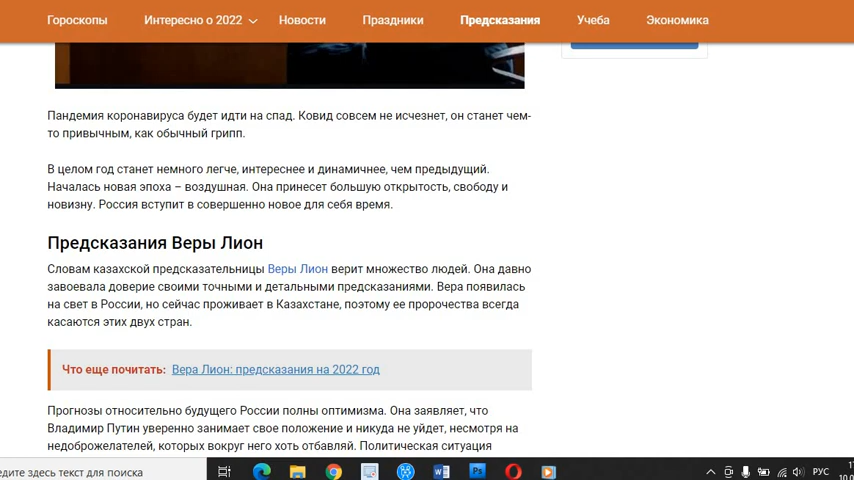 Гороскопы Интересно о 2022 Новости Праздники Предсказания Учеба Экономика
Пандемия коронавируса будет идти на спад. Ковид совсем не исчезнет, он станет чем-
то привычным, как обычный грипп.
В целом год станет немного легче, интереснее и динамичнее, чем предыдущий.
Началась новая эпоха – воздушная. Она принесет большую открытость, свободу и
новизну. Россия вступит в совершенно новое для себя время.
Предсказания Веры Лион
Словам казахской предсказательницы Веры Лион верит множество людей. Она давно
завоевала доверие своими точными и детальными предсказаниями. Вера появилась
на свет в России, но сейчас проживает в Казахстане, поэтому ее пророчества всегда
касаются этих двух стран.
Что еще почитать: Вера Лион: предсказания на 2022 год
Прогнозы относительно будущего России полны оптимизма. Она заявляет, что
Владимир Путин уверенно занимает свое положение и никуда не уйдет, несмотря на
недоброжелателей, которых вокруг него хоть отбавляй. Политическая ситуация
едите здесь текст для поиска
W Ps РУС
10.0